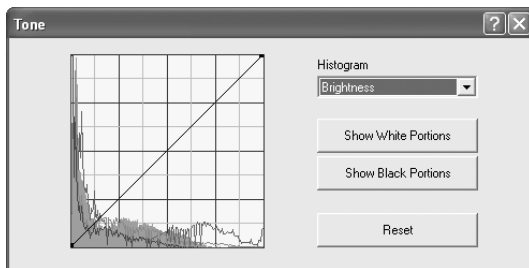 Tone
Histogram
Brightness
Show White Portions
Show Black Portions
Reset